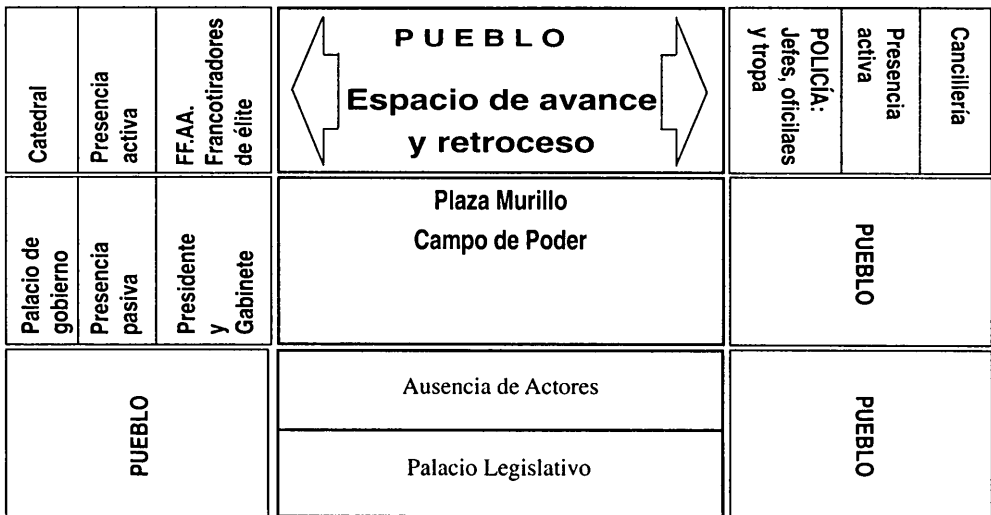 Catedral
Presencia
activa
FF.AA.
Francotiradores
de élite
P U E B L O
Espacio de avance
y retroceso
POLICÍA:
Jefes, oficilaes
y tropa
Presencia
activa
Cancillería
Palacio de
gobierno
Presencia
pasiva
Presidente
y
Gabinete
Plaza Murillo
Campo de Poder
PUEBLO
PUEBLO
Ausencia de Actores
Palacio Legislativo
PUEBLO